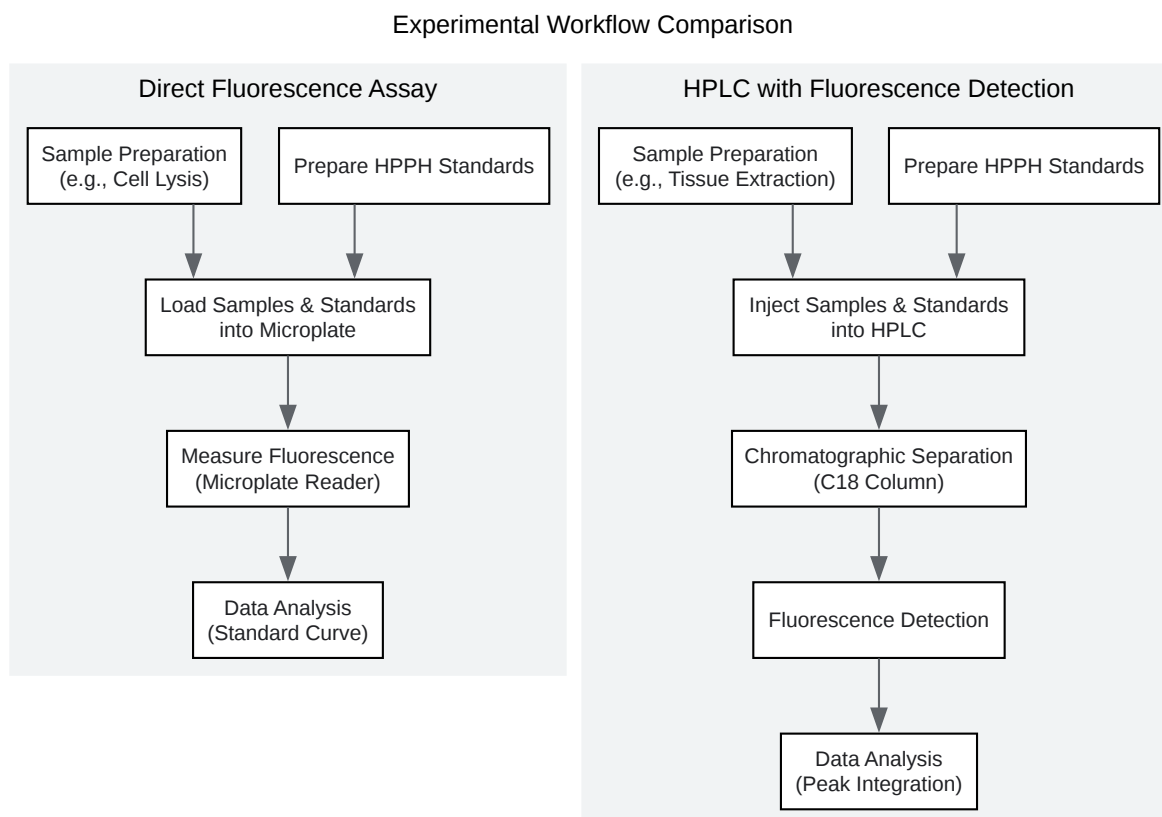 Experimental Workflow Comparison
Direct Fluorescence Assay
Sample Preparation
(e.g., Cell Lysis)
Prepare HPPH Standards
Load Samples & Standards
into Microplate
Measure Fluorescence
(Microplate Reader)
Data Analysis
(Standard Curve)
HPLC with Fluorescence Detection
Sample Preparation
(e.g., Tissue Extraction)
Prepare HPPH Standards
Inject Samples & Standards
into HPLC
Chromatographic Separation
(C18 Column)
Fluorescence Detection
Data Analysis
(Peak Integration)